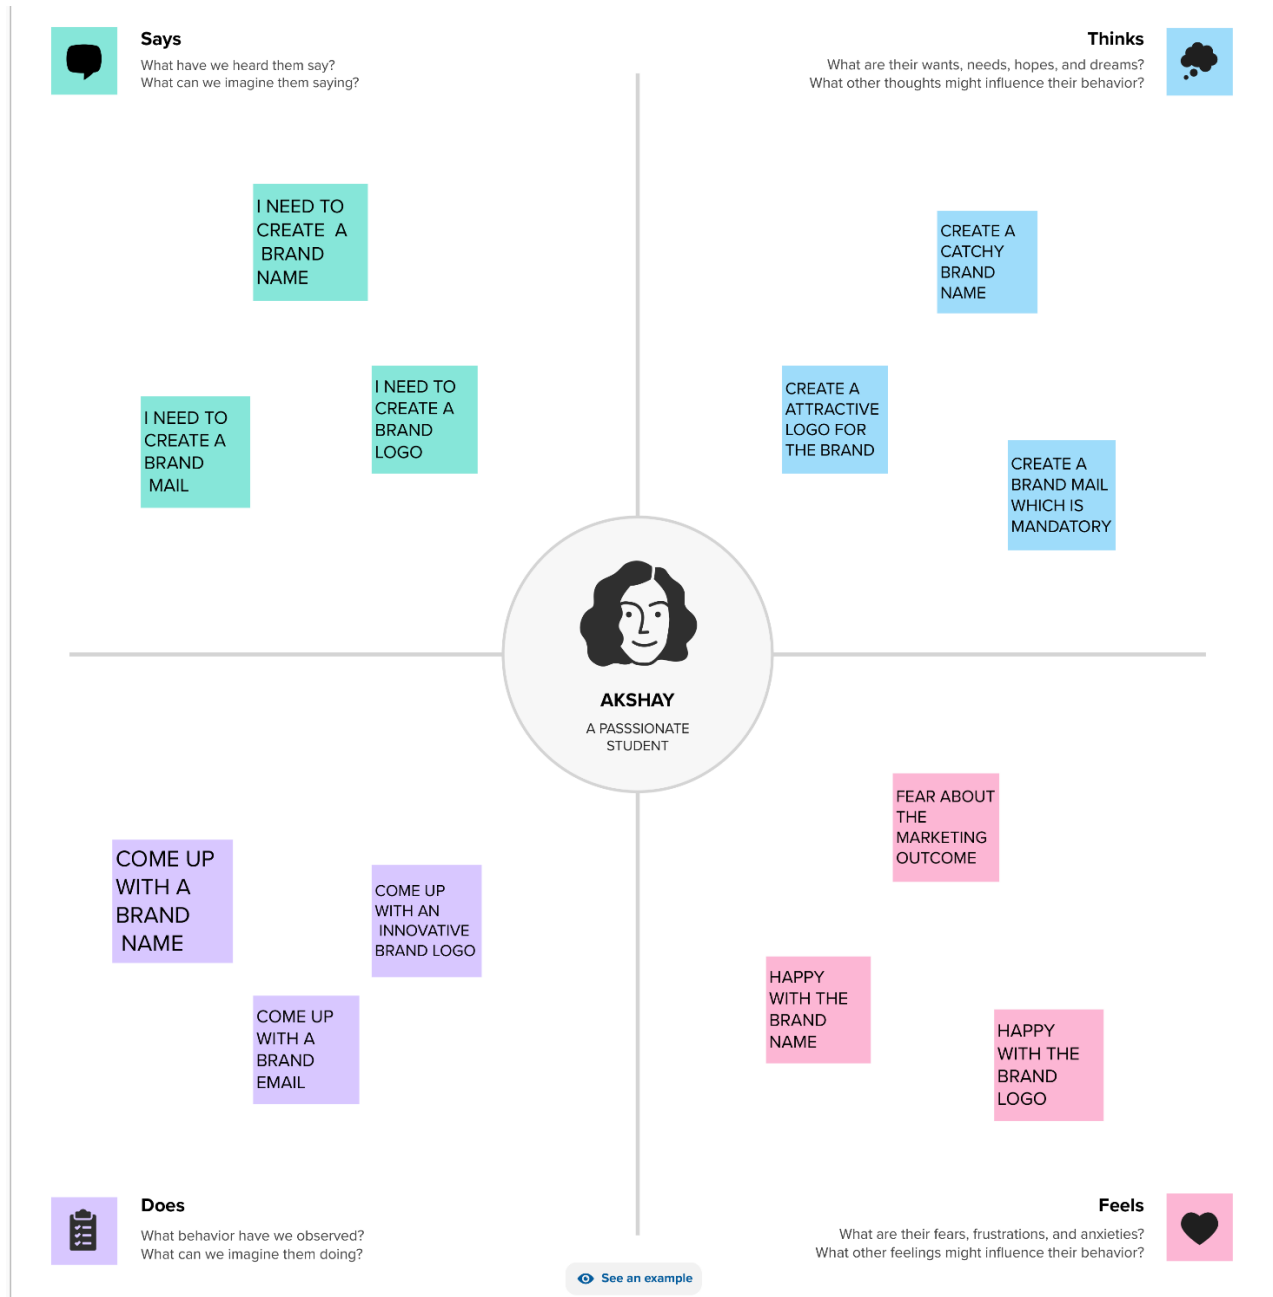 Says
What have we heard them say?
What can we imagine them saying?
Thinks
What are their wants, needs, hopes, and dreams?
What other thoughts might influence their behavior?
I NEED TO
CREATE A
BRAND
NAME
I NEED TO
CREATE A
BRAND
MAIL
I NEED TO
CREATE A
BRAND
LOGO
CREATE A
CATCHY
BRAND
NAME
CREATE A
ATTRACTIVE
LOGO FOR
THE BRAND
CREATE A
BRAND MAIL
WHICH IS
MANDATORY
AKSHAY
A PASSSIONATE
STUDENT
COME UP
WITH A
BRAND
NAME
COME UP
WITH AN
INNOVATIVE
BRAND LOGO
COME UP
WITH A
BRAND
EMAIL
FEAR ABOUT
THE
MARKETING
OUTCOME
HAPPY
WITH THE
BRAND
NAME
HAPPY
WITH THE
BRAND
LOGO
Does
What behavior have we observed?
What can we imagine them doing?
Feels
What are their fears, frustrations, and anxieties?
What other feelings might influence their behavior?
See an example